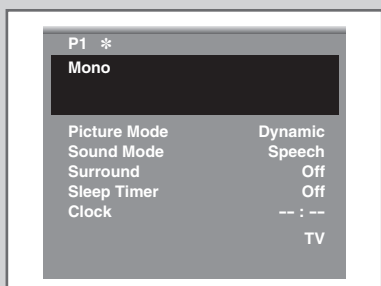 P1 ✻
Mono
Picture Mode Dynamic
Sound Mode Speech
Surround Off
Sleep Timer Off
Clock -- : --
TV